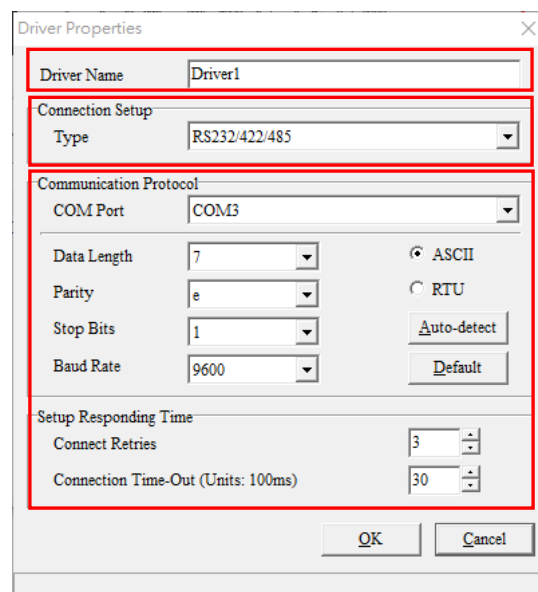 Driver Properties
Driver Name Driver1
Connection Setup
Type RS232/422/485
Communication Protocol
COM Port COM3
Data Length 7 ASCII
Parity e RTU
Stop Bits 1 Auto-detect
Baud Rate 9600 Default
Setup Responding Time
Connect Retries 3
Connection Time-Out (Units: 100ms) 30
OK Cancel